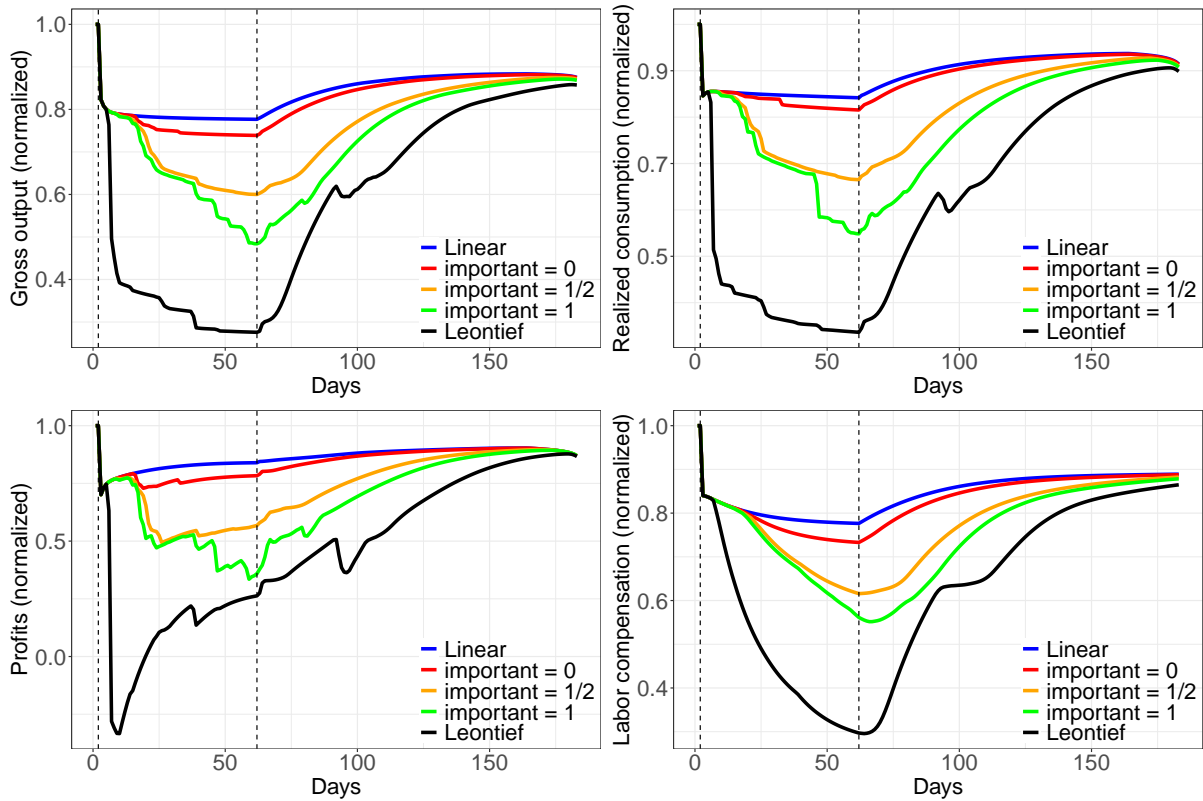 Gross output (normalized)
1.0
0.8
0.6
0.4
Linear
important = 0
important = 1/2
important = 1
Leontief
0
50
100
150
Days
Realized consumption (normalized)
0.9
0.7
0.5
Linear
important = 0
important = 1/2
important = 1
Leontief
0
50
100
150
Days
Profits (normalized)
1.0
0.5
0.0
Linear
important = 0
important = 1/2
important = 1
Leontief
0
50
100
150
Days
Labor compensation (normalized)
1.0
0.8
0.6
0.4
Linear
important = 0
important = 1/2
important = 1
Leontief
0
50
100
150
Days